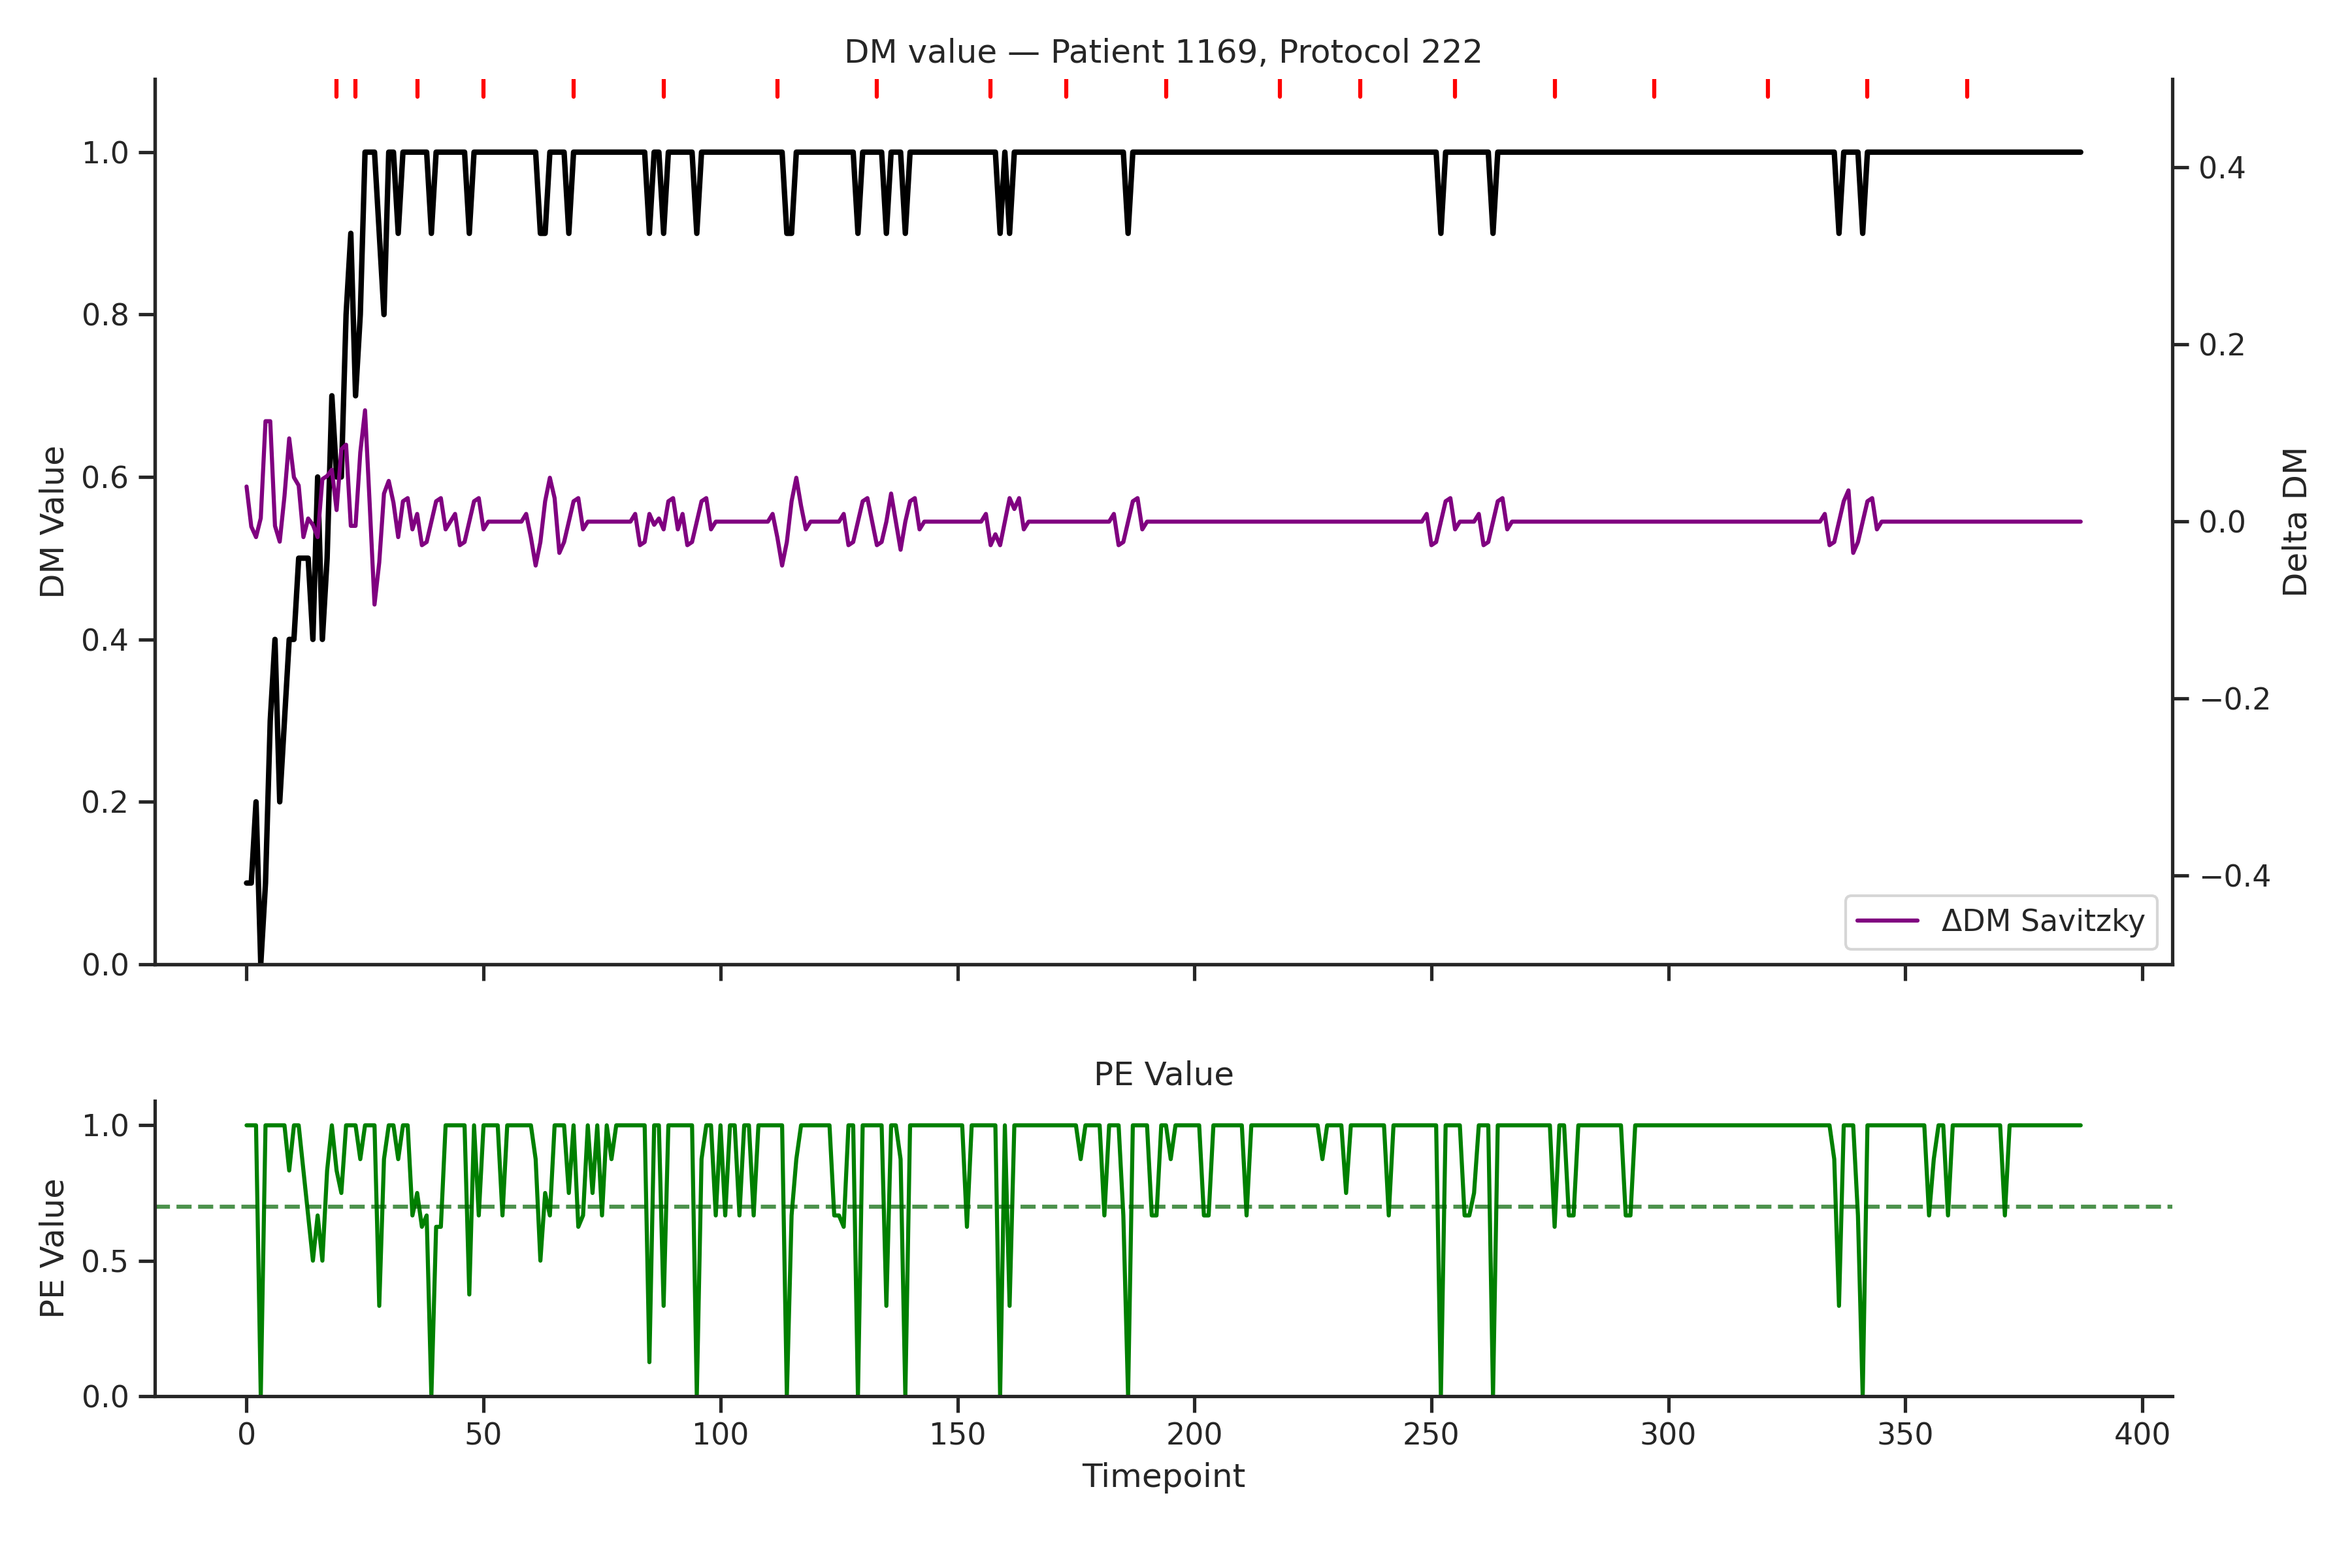 DM value — Patient 1169, Protocol 222
1.0
0.8
0.6
0.4
0.2
0.0
DM Value
0.4
0.2
0.0
−0.2
−0.4
Delta DM
ΔDM Savitzky
PE Value
1.0
0.5
0.0
PE Value
0 50 100 150 200 250 300 350 400
Timepoint